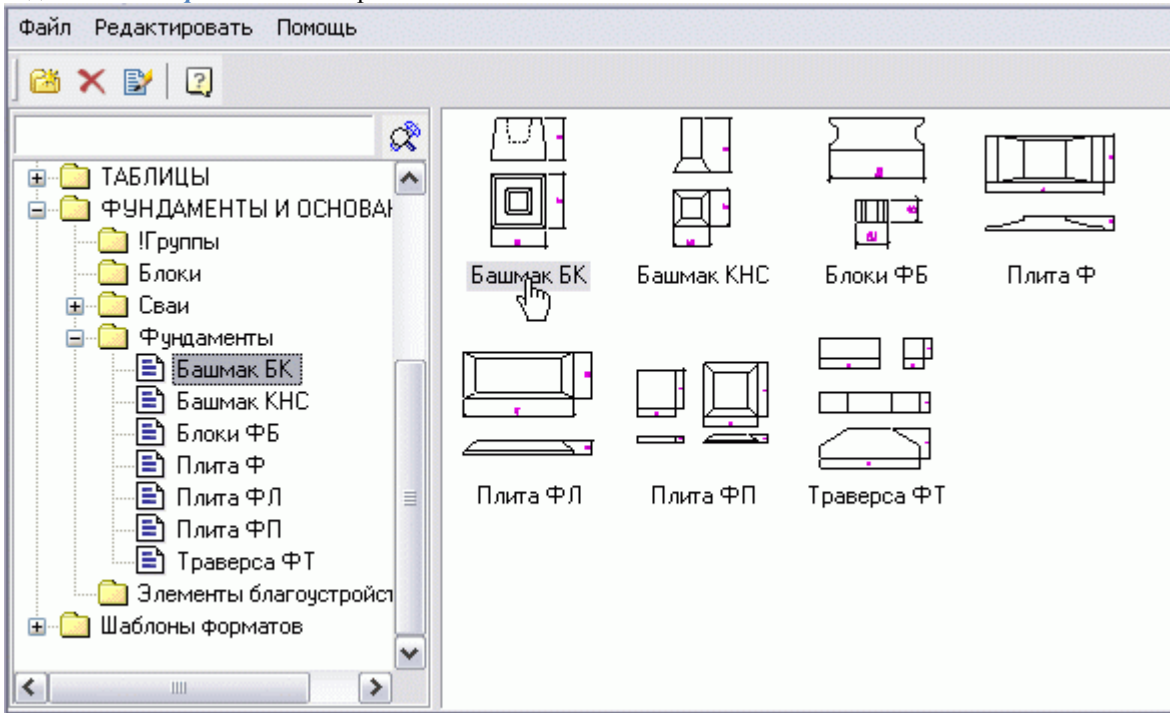 Файл Редактировать Помощь
ТАБЛИЦЫ
ФУНДАМЕНТЫ И ОСНОВАН
!Группы
Блоки
Сваи
Фундаменты
Башмак БК
Башмак КНС
Блоки ФБ
Плита Ф
Плита ФЛ
Плита ФП
Траверса ФТ
Элементы благоустройст
Шаблоны форматов
Башмак БК Башмак КНС Блоки ФБ Плита Ф
Плита ФЛ Плита ФП Траверса ФТ